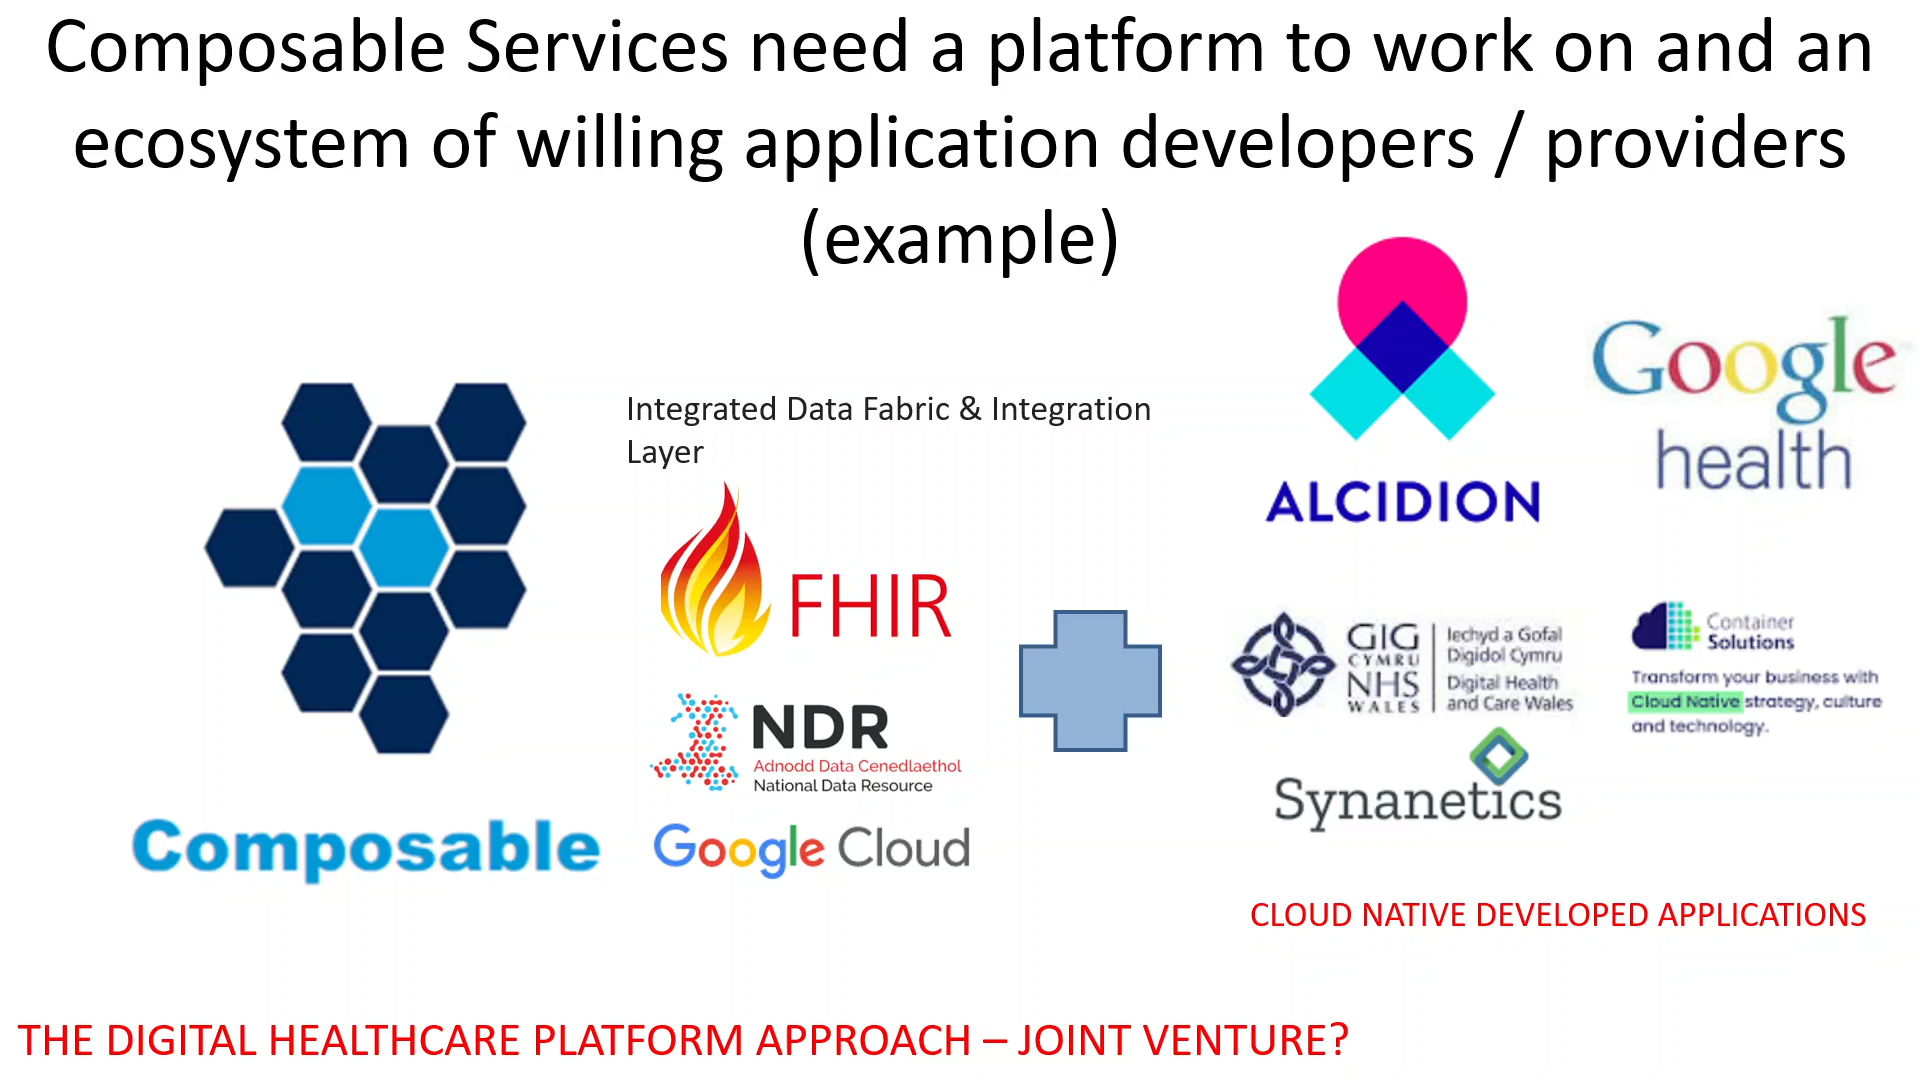 Composable Services need a platform to work on and an
ecosystem of willing application developers / providers
(example)
Integrated Data Fabric & Integration
Layer
FHIR
NDR
Adnodd Data Cenedlaethol
National Data Resource
Google Cloud
Composable
ALCIDION
Google
health
GIG
CYMRU
NHS
WALES
Iechyd a Gofal
Digidol Cymru
Digital Health
and Care Wales
Container
Solutions
Transform your business with
Cloud Native strategy, culture
and technology.
Synanetics
CLOUD NATIVE DEVELOPED APPLICATIONS
THE DIGITAL HEALTHCARE PLATFORM APPROACH – JOINT VENTURE?